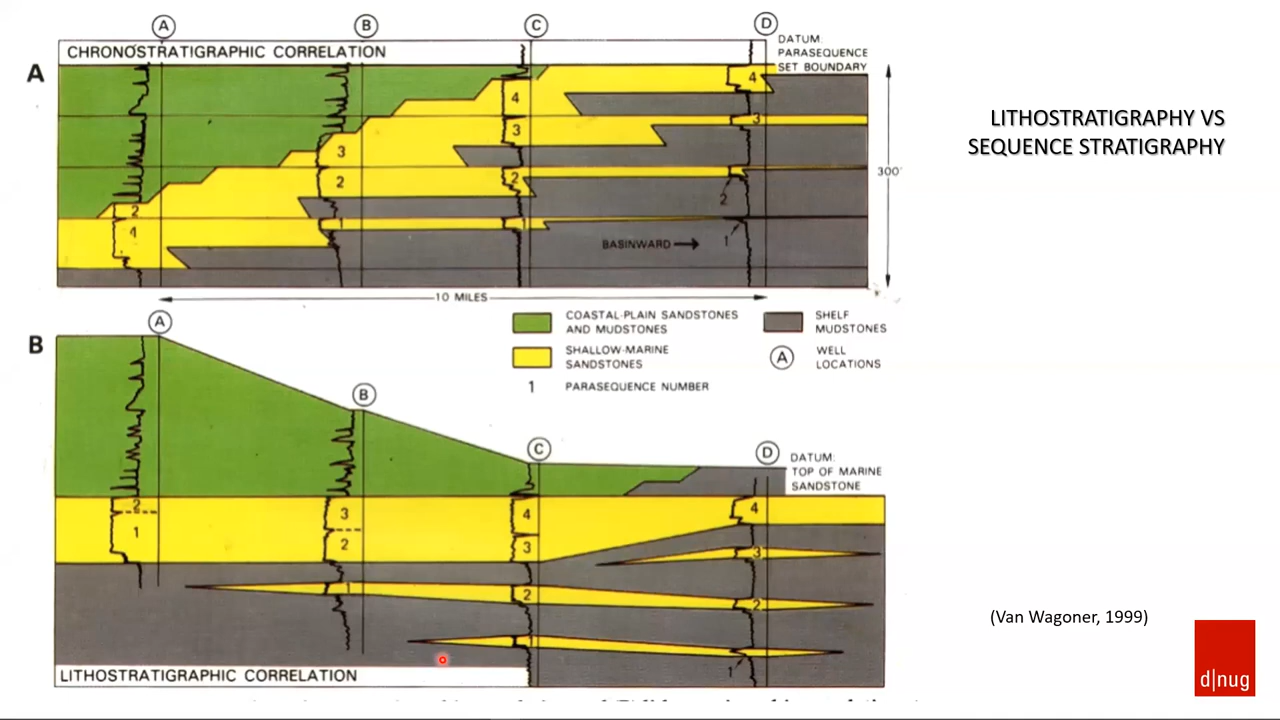 A B C D
CHRONOSTRATIGRAPHIC CORRELATION
DATUM:
PARASEQUENCE
SET BOUNDARY
A
4
4
3
3
3
2
2
2
2
1
4
1
BASINWARD
300'
10 MILES
LITHOSTRATIGRAPHY VS
SEQUENCE STRATIGRAPHY
COASTAL-PLAIN SANDSTONES
AND MUDSTONES
SHELF
MUDSTONES
SHALLOW-MARINE
SANDSTONES
A
WELL
LOCATIONS
1
PARASEQUENCE NUMBER
B
A
B
C
D
DATUM:
TOP OF MARINE
SANDSTONE
2
1
3
2
4
3
4
3
1
2
2
1
LITHOSTRATIGRAPHIC CORRELATION
(Van Wagoner, 1999)
d|nug